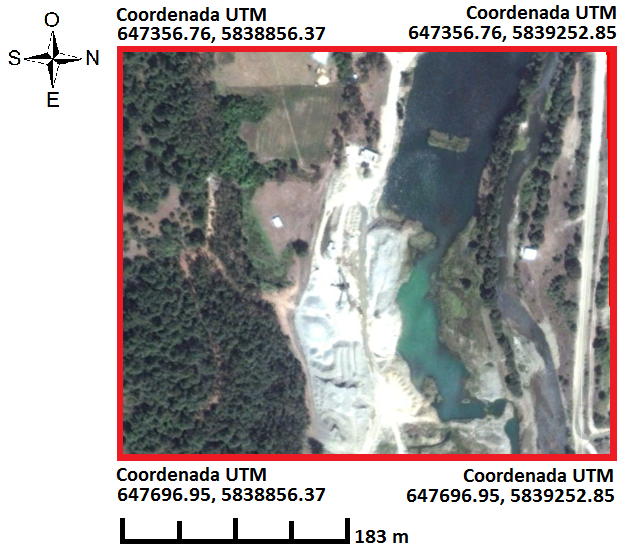 O
S N
E
Coordenada UTM
647356.76, 5838856.37
Coordenada UTM
647356.76, 5839252.85
Coordenada UTM
647696.95, 5838856.37
Coordenada UTM
647696.95, 5839252.85
183 m